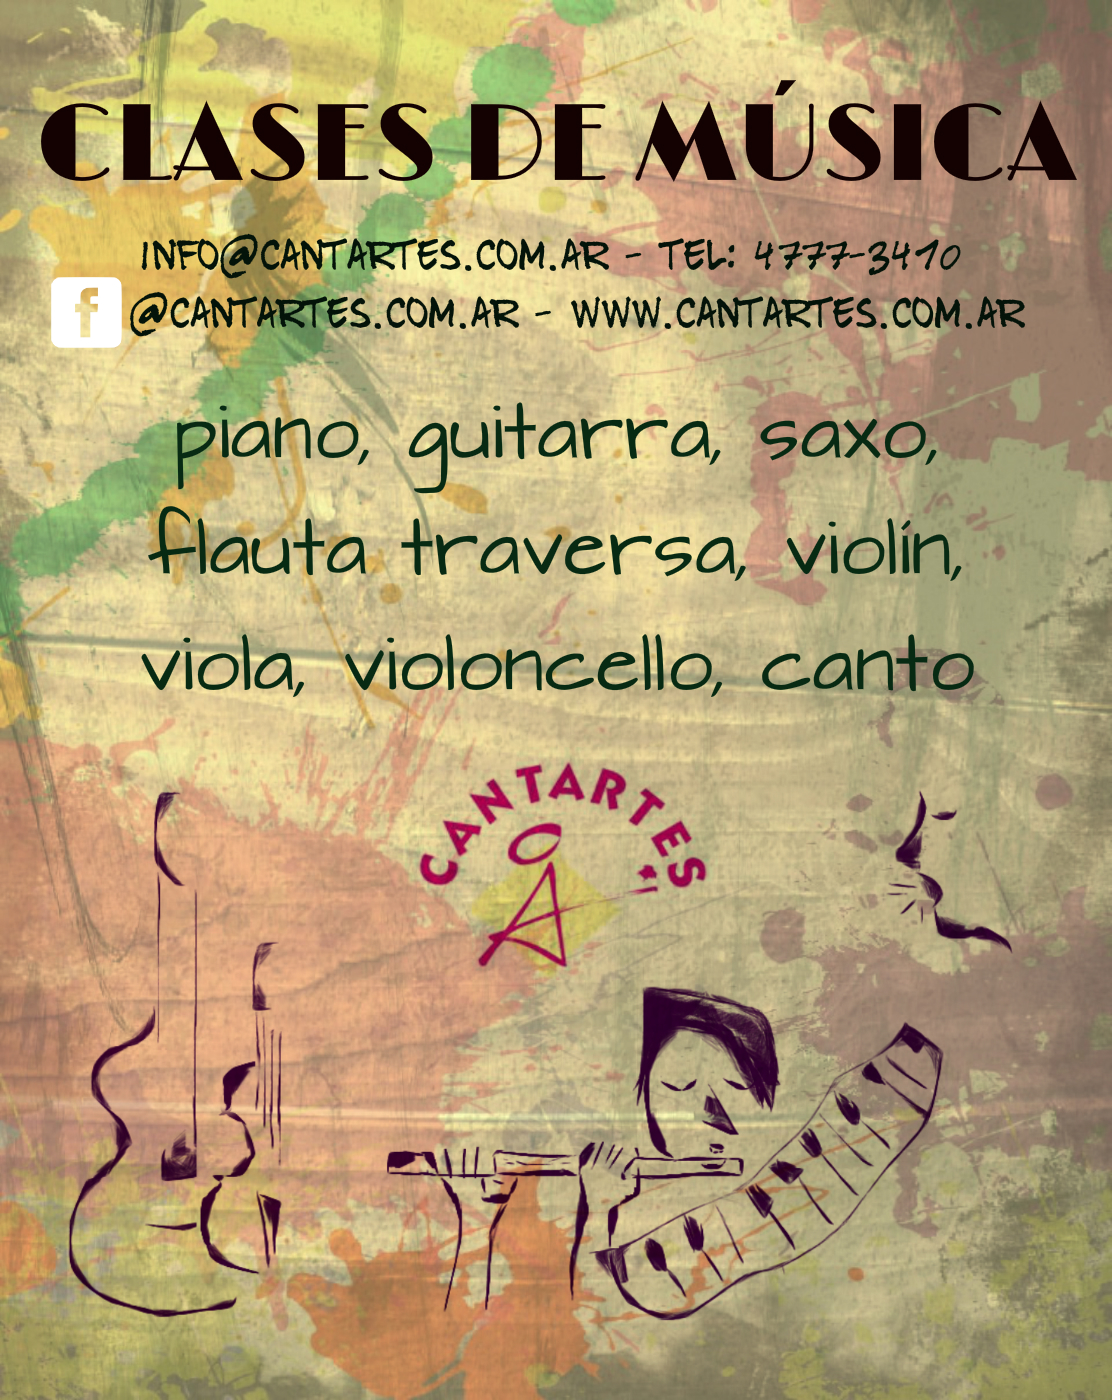 CLASES DE MÚSICA
INFO@CANTARTES.COM.AR - TEL: 4777-3410
f @CANTARTES.COM.AR - WWW.CANTARTES.COM.AR
piano, guitarra, saxo,
flauta traversa, violín,
viola, violoncello, canto
CANTARTES